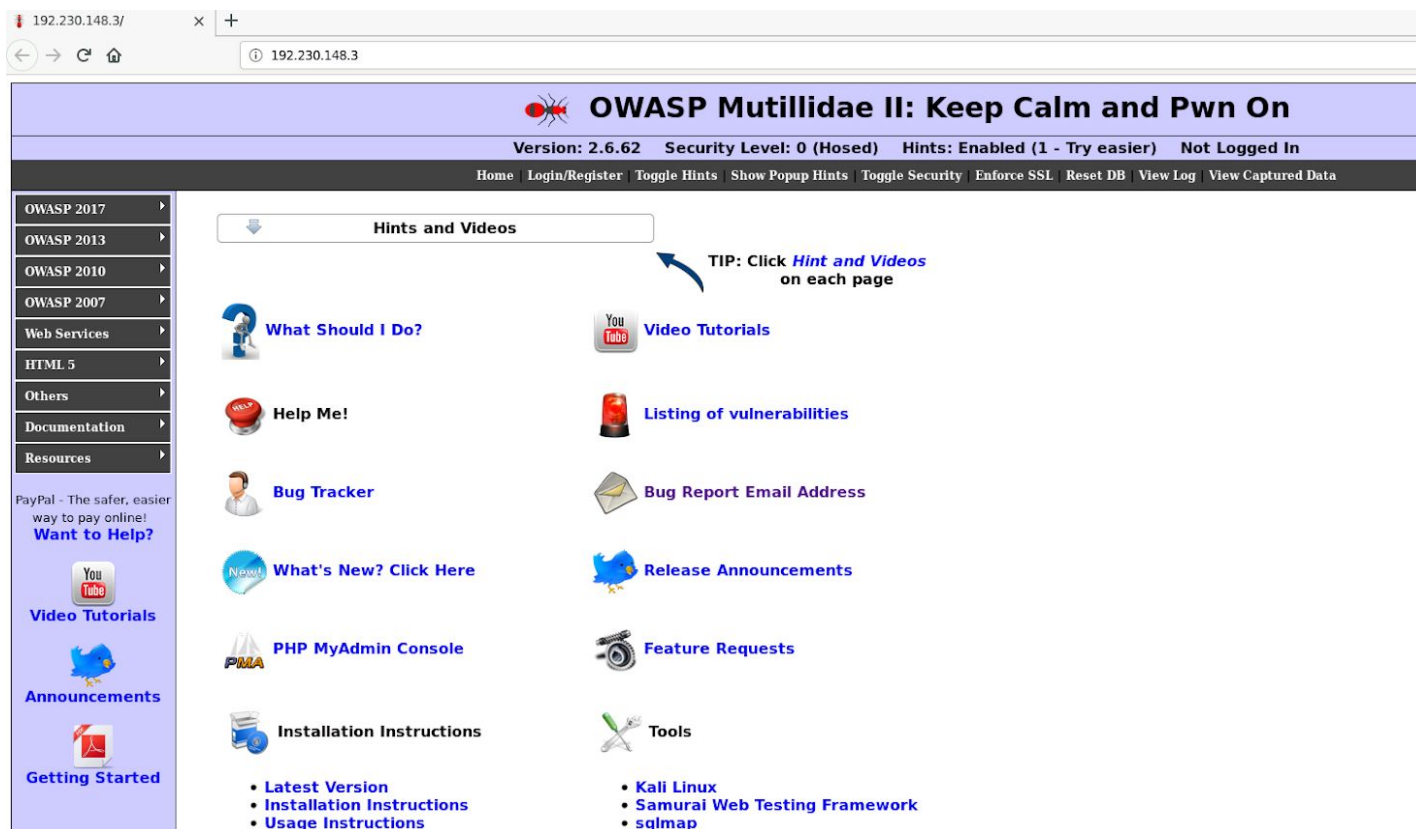 192.230.148.3/
192.230.148.3
OWASP Mutillidae II: Keep Calm and Pwn On
Version: 2.6.62 Security Level: 0 (Hosed) Hints: Enabled (1 - Try easier) Not Logged In
Home | Login/Register | Toggle Hints | Show Popup Hints | Toggle Security | Enforce SSL | Reset DB | View Log | View Captured Data
OWASP 2017
OWASP 2013
OWASP 2010
OWASP 2007
Web Services
HTML 5
Others
Documentation
Resources
PayPal - The safer, easier
way to pay online!
Want to Help?
You
Tube
Video Tutorials
Announcements
Getting Started
Hints and Videos
TIP: Click Hint and Videos
on each page
What Should I Do?
You
Tube
Video Tutorials
HELP
Help Me!
Listing of vulnerabilities
Bug Tracker
Bug Report Email Address
New!
What's New? Click Here
Release Announcements
PMA
PHP MyAdmin Console
Feature Requests
Installation Instructions
Tools
• Latest Version
• Installation Instructions
• Usage Instructions
• Kali Linux
• Samurai Web Testing Framework
• sqlmap